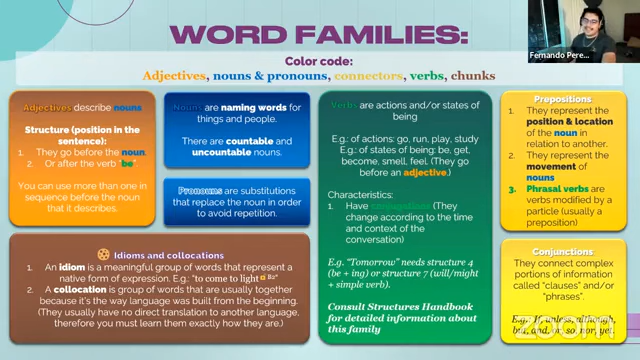 WORD FAMILIES:
Color code:
Adjectives, nouns & pronouns, connectors, verbs, chunks
Fernando Pere...
Adjectives describe nouns
Structure (position in the
sentence):
1. They go before the noun.
2. Or after the verb "be"
You can use more than one in
sequence before the noun
that it describes.
Nouns are naming words for
things and people.
There are countable and
uncountable nouns.
Pronouns are substitutions
that replace the noun in order
to avoid repetition.
Idioms and collocations
1. An idiom is a meaningful group of words that represent a
native form of expression. E.g.: "to come to light B2"
2. A collocation is group of words that are usually together
because it's the way language was built from the beginning.
(They usually have no direct translation to another language,
therefore you must learn them exactly how they are.)
Verbs are actions and/or states of
being
E.g.: of actions: go, run, play, study
E.g.: of states of being: be, get,
become, smell, feel, (They go
before an adjective.)
Characteristics:
1. Have conjugations (They
change according to the time
and context of the
conversation)
E.g. "Tomorrow" needs structure 4
(be + ing) or structure 7 (will/might
+ simple verb).
Consult Structures Handbook
for detailed information about
this family
Prepositions
1. They represent the
position & location
of the noun in
relation to another.
2. They represent the
movement of
nouns
3. Phrasal verbs are
verbs modified by a
particle (usually a
preposition)
Conjunctions
They connect complex
portions of information
called "clauses" and/or
"phrases".
E.g.: If, unless, although,
but, and, or, so, nor, yet.
zoom